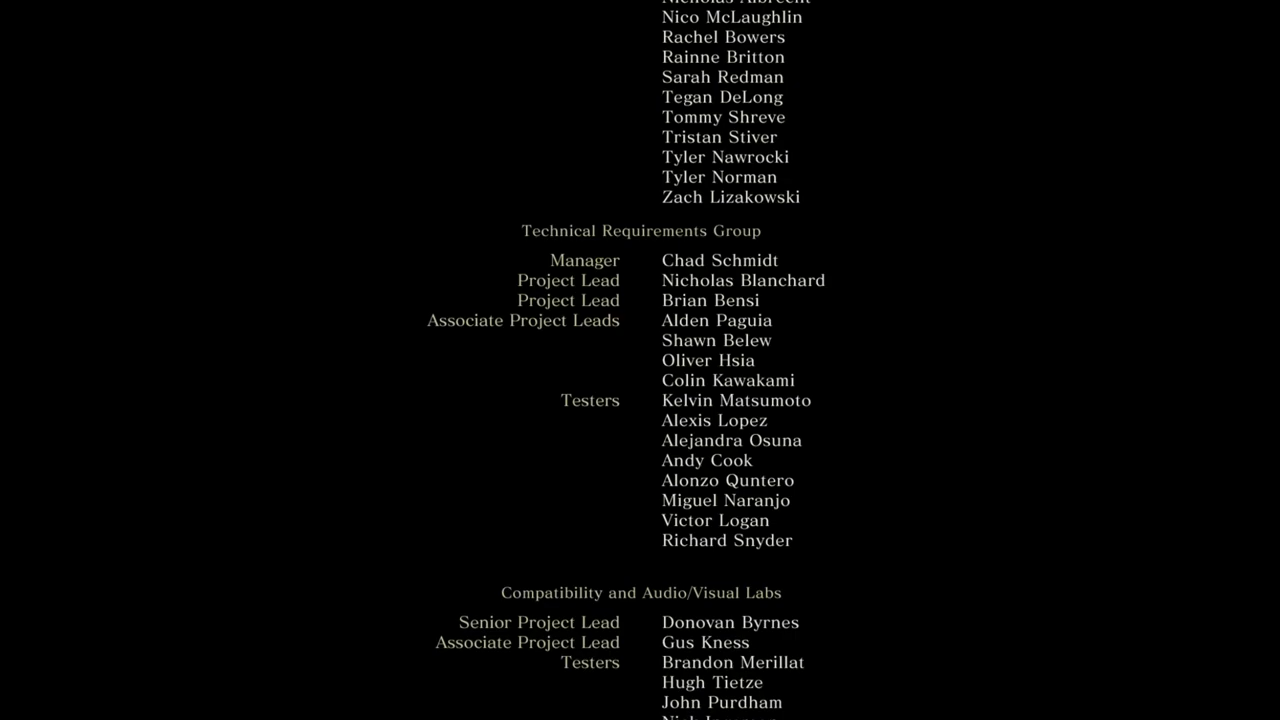 Nico McLaughlin
Rachel Bowers
Rainne Britton
Sarah Redman
Tegan DeLong
Tommy Shreve
Tristan Stiver
Tyler Nawrocki
Tyler Norman
Zach Lizakowski
Technical Requirements Group
Manager Chad Schmidt
Project Lead Nicholas Blanchard
Project Lead Brian Bensi
Associate Project Leads Alden Paguia
Shawn Belew
Oliver Hsia
Colin Kawakami
Testers Kelvin Matsumoto
Alexis Lopez
Alejandra Osuna
Andy Cook
Alonzo Quntero
Miguel Naranjo
Victor Logan
Richard Snyder
Compatibility and Audio/Visual Labs
Senior Project Lead Donovan Byrnes
Associate Project Lead Gus Kness
Testers Brandon Merillat
Hugh Tietze
John Purdham